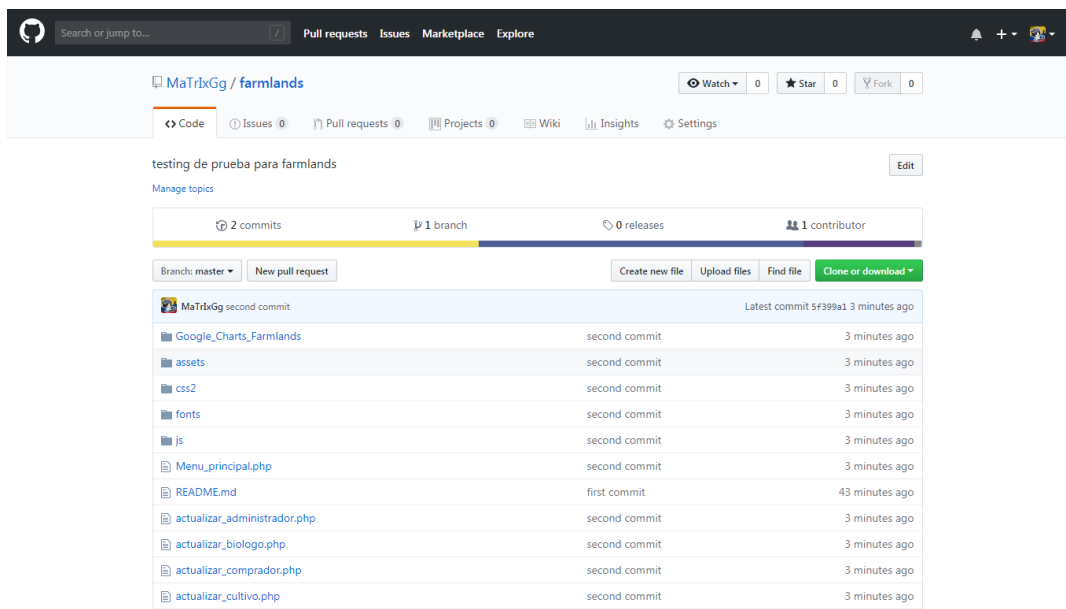 Search or jump to... / Pull requests Issues Marketplace Explore
MaTrIxGg / farmlands Watch 0 Star 0 Fork 0
Code Issues 0 Pull requests 0 Projects 0 Wiki Insights Settings
testing de prueba para farmlands Edit
Manage topics
2 commits 1 branch 0 releases 1 contributor
Branch: master New pull request Create new file Upload files Find file Clone or download
MaTrIxGg second commit Latest commit 5f399a1 3 minutes ago
Google_Charts_Farmlands second commit 3 minutes ago
assets second commit 3 minutes ago
css2 second commit 3 minutes ago
fonts second commit 3 minutes ago
js second commit 3 minutes ago
Menu_principal.php second commit 3 minutes ago
README.md first commit 43 minutes ago
actualizar_administrador.php second commit 3 minutes ago
actualizar_biologo.php second commit 3 minutes ago
actualizar_comprador.php second commit 3 minutes ago
actualizar_cultivo.php second commit 3 minutes ago